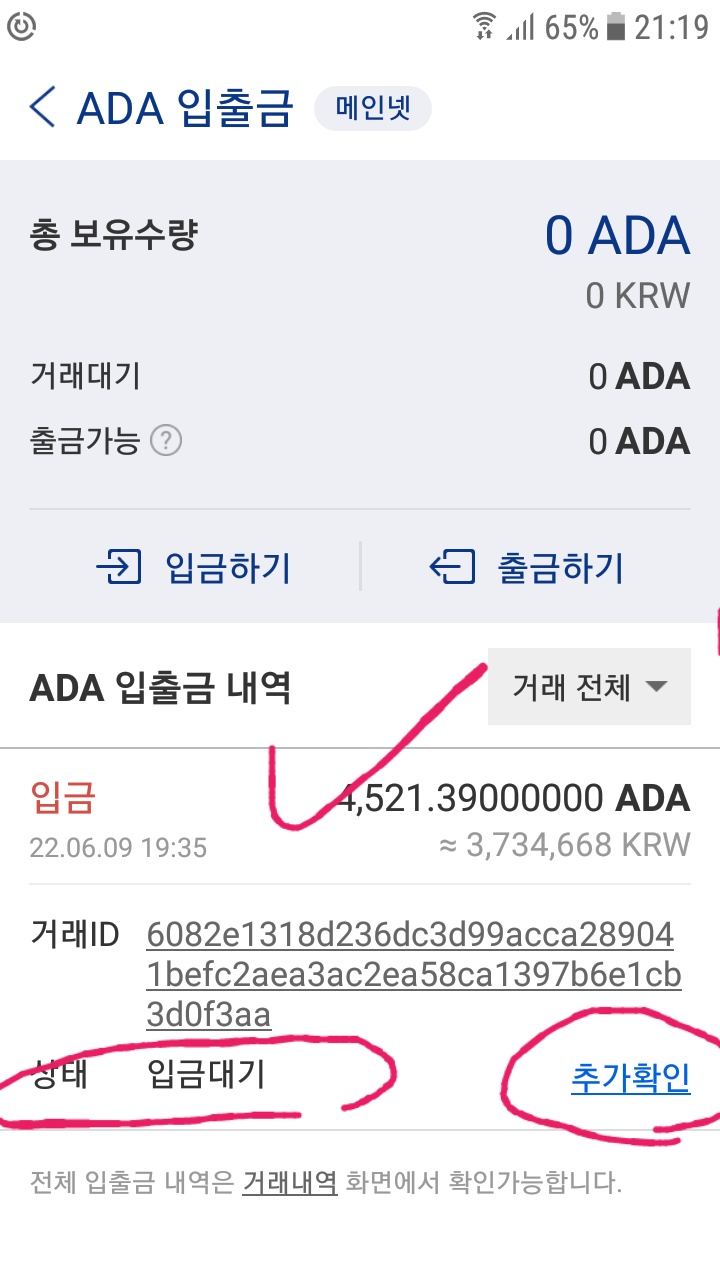 65% 21:19
ADA 입출금 메인넷
총 보유수량 0 ADA
0 KRW
거래대기 0 ADA
출금가능 ? 0 ADA
입금하기 출금하기
ADA 입출금 내역 거래 전체
입금 4,521.39000000 ADA
22.06.09 19:35 ≈ 3,734,668 KRW
거래ID 6082e1318d236dc3d99acca28904
1befc2aea3ac2ea58ca1397b6e1cb
3d0f3aa
상태 입금대기 추가확인
전체 입출금 내역은 거래내역 화면에서 확인가능합니다.